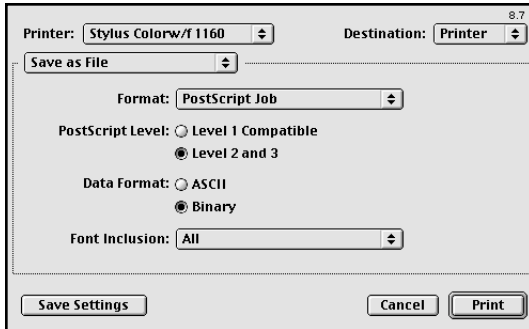 8.7
Printer: Stylus Colorw/f 1160 Destination: Printer
Save as File
Format: PostScript Job
PostScript Level: Level 1 Compatible
Level 2 and 3
Data Format: ASCII
Binary
Font Inclusion: All
Save Settings Cancel Print